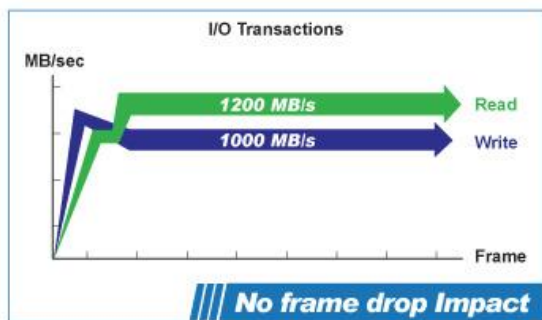 I/O Transactions
MB/sec
1200 MB/s
Read
1000 MB/s
Write
Frame
No frame drop Impact